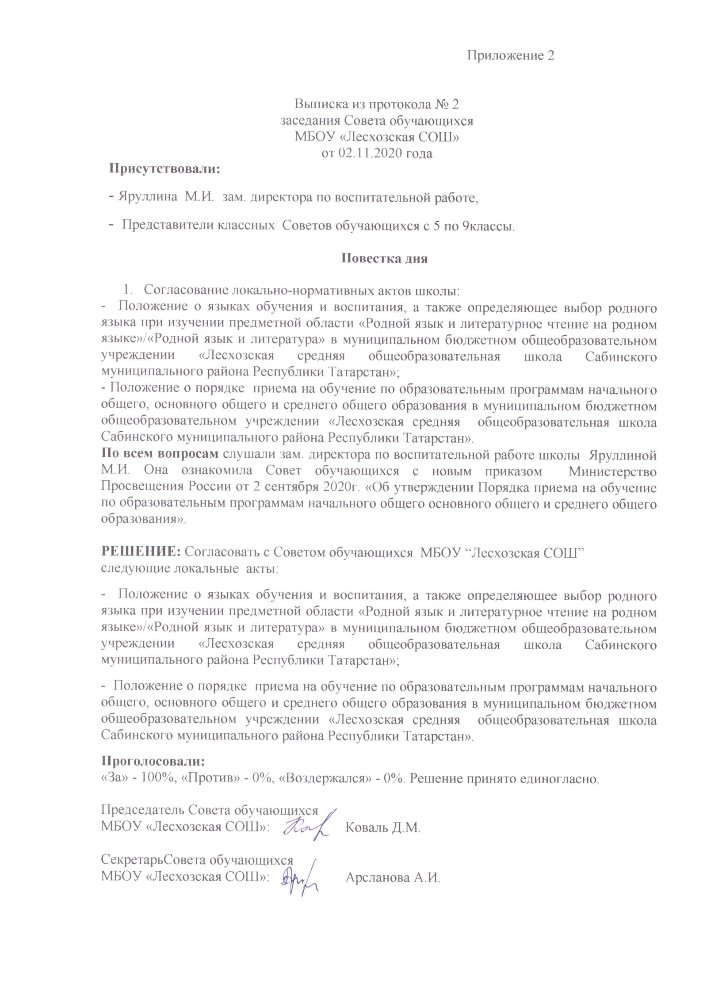 Приложение 2
Выписка из протокола № 2
заседания Совета обучающихся
МБОУ «Лесхозская СОШ»
от 02.11.2020 года
Присутствовали:
- Яруллина М.И. зам. директора по воспитательной работе,
- Представители классных Советов обучающихся с 5 по 9классы.
Повестка дня
1. Согласование локально-нормативных актов школы:
- Положение о языках обучения и воспитания, а также определяющее выбор родного
языка при изучении предметной области «Родной язык и литературное чтение на родном
языке»/«Родной язык и литература» в муниципальном бюджетном общеобразовательном
учреждении «Лесхозская средняя общеобразовательная школа Сабинского
муниципального района Республики Татарстан»;
- Положение о порядке приема на обучение по образовательным программам начального
общего, основного общего и среднего общего образования в муниципальном бюджетном
общеобразовательном учреждении «Лесхозская средняя общеобразовательная школа
Сабинского муниципального района Республики Татарстан».
По всем вопросам слушали зам. директора по воспитательной работе школы Яруллиной
М.И. Она ознакомила Совет обучающихся с новым приказом Министерство
Просвещения России от 2 сентября 2020г. «Об утверждении Порядка приема на обучение
по образовательным программам начального общего основного общего и среднего общего
образования».
РЕШЕНИЕ: Согласовать с Советом обучающихся МБОУ “Лесхозская СОШ”
следующие локальные акты:
- Положение о языках обучения и воспитания, а также определяющее выбор родного
языка при изучении предметной области «Родной язык и литературное чтение на родном
языке»/«Родной язык и литература» в муниципальном бюджетном общеобразовательном
учреждении «Лесхозская средняя общеобразовательная школа Сабинского
муниципального района Республики Татарстан»;
- Положение о порядке приема на обучение по образовательным программам начального
общего, основного общего и среднего общего образования в муниципальном бюджетном
общеобразовательном учреждении «Лесхозская средняя общеобразовательная школа
Сабинского муниципального района Республики Татарстан».
Проголосовали:
«За» - 100%, «Против» - 0%, «Воздержался» - 0%. Решение принято единогласно.
Председатель Совета обучающихся
МБОУ «Лесхозская СОШ»: Коваль Д.М.
СекретарьСовета обучающихся
МБОУ «Лесхозская СОШ»: Арсланова А.И.